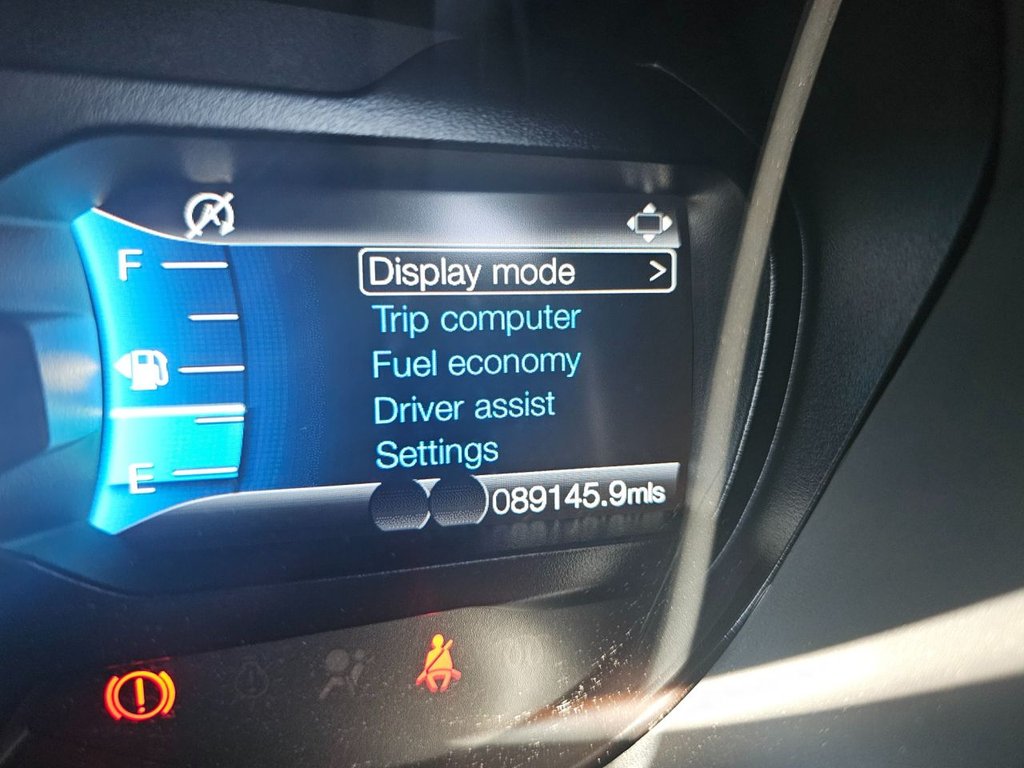 F
Display mode >
Trip computer
Fuel economy
Driver assist
Settings
E
089145.9mls